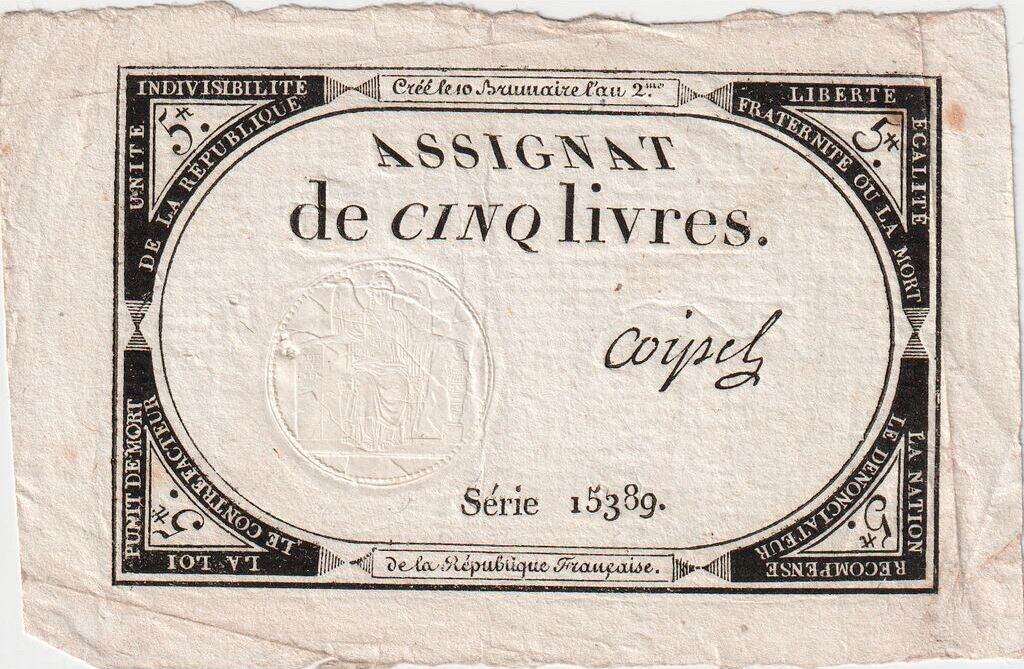 INDIVISIBILITÉ
UNITÉ
DE LA RÉPUBLIQUE
5₶.
Créé le 10 Brumaire l'an 2.me
LIBERTÉ
ÉGALITÉ
FRATERNITÉ OU LA MORT
5₶.
ASSIGNAT
de CINQ livres.
Coipel
Série 15389.
PUNIT DE MORT
LE CONTREFACTEUR
LA LOI
5₶.
de la République Française.
LA NATION
LE DÉNONCIATEUR
RÉCOMPENSE
5₶.